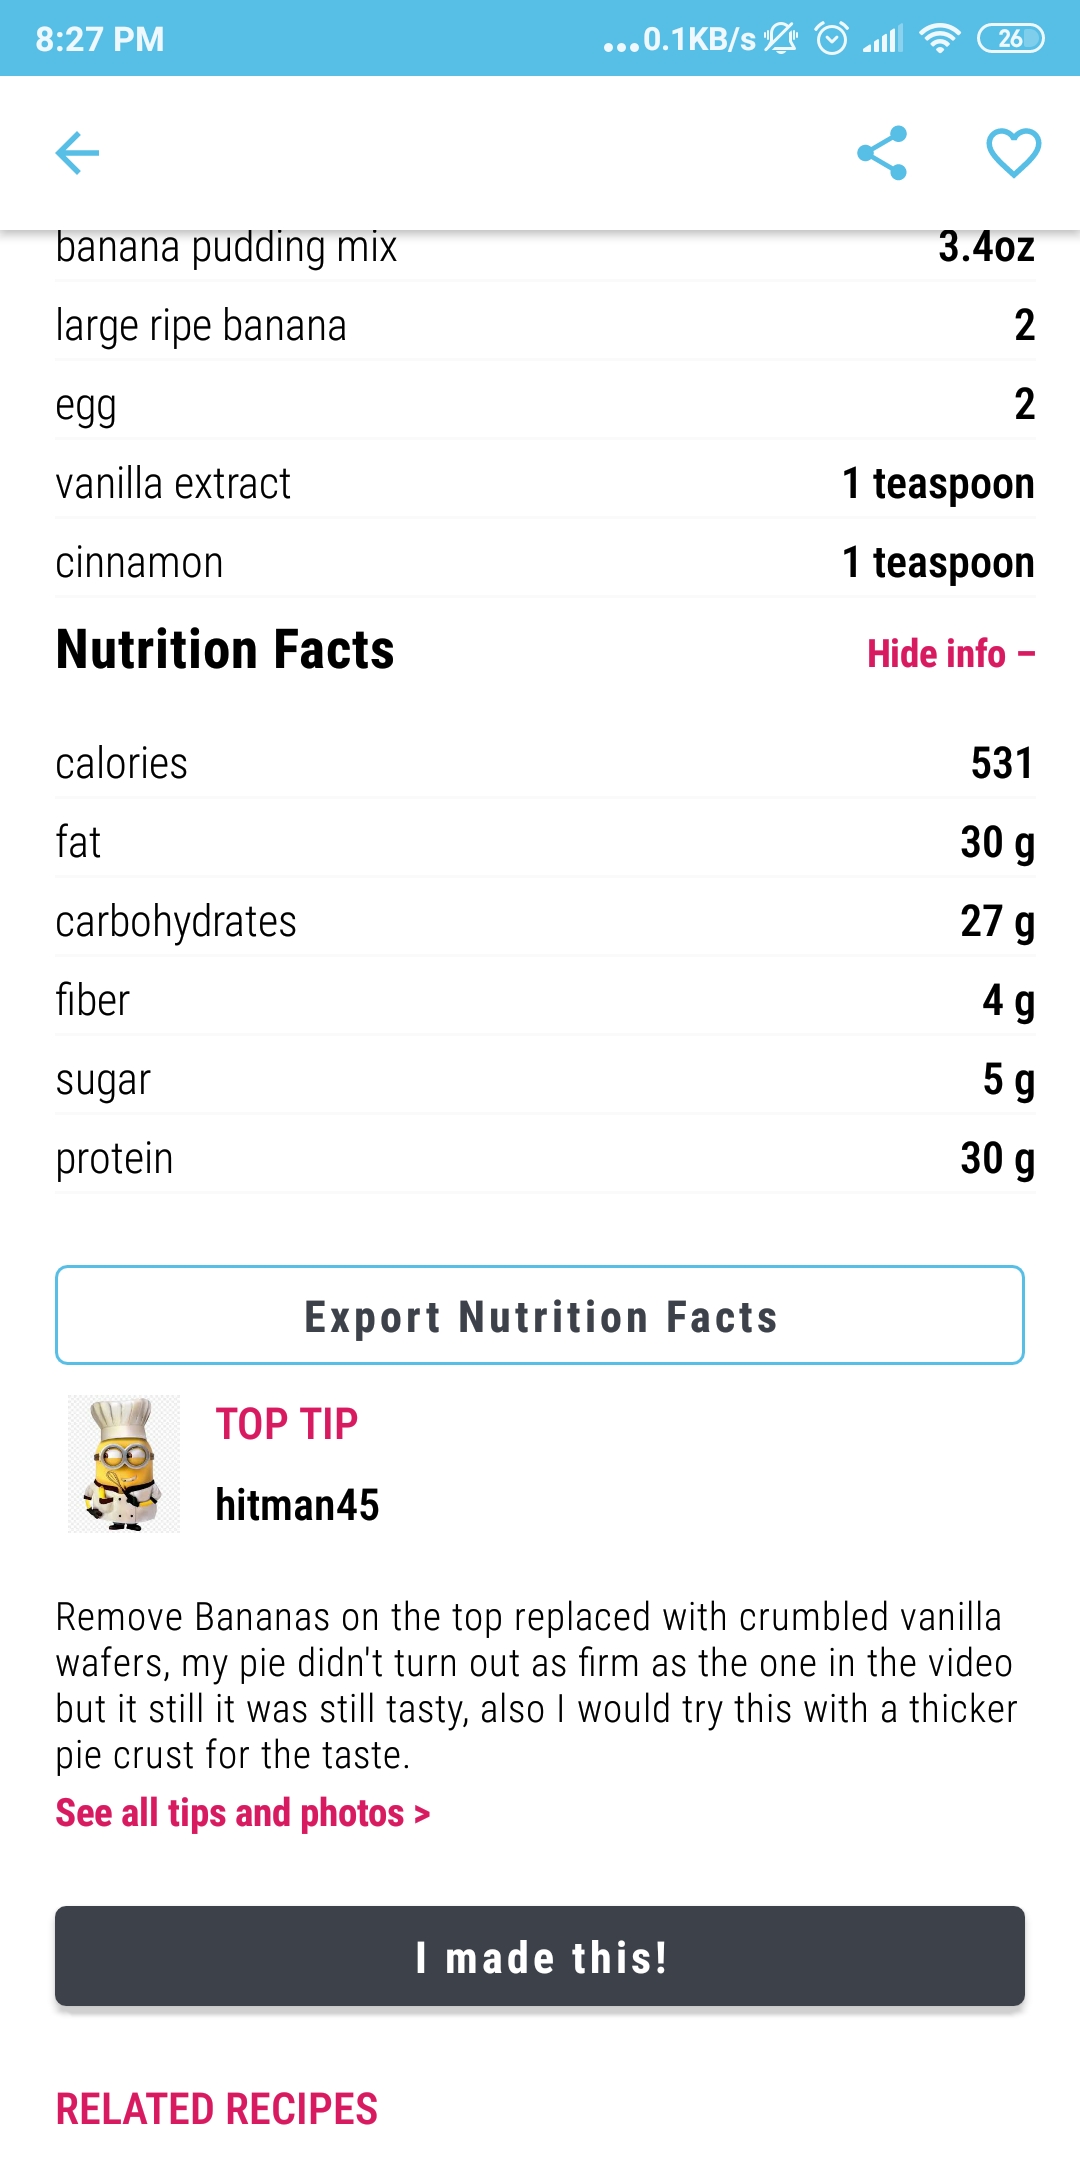 8:27 PM ...0.1KB/s 26
banana pudding mix 3.4oz
large ripe banana 2
egg 2
vanilla extract 1 teaspoon
cinnamon 1 teaspoon
Nutrition Facts Hide info –
calories 531
fat 30 g
carbohydrates 27 g
fiber 4 g
sugar 5 g
protein 30 g
Export Nutrition Facts
TOP TIP
hitman45
Remove Bananas on the top replaced with crumbled vanilla
wafers, my pie didn't turn out as firm as the one in the video
but it still it was still tasty, also I would try this with a thicker
pie crust for the taste.
See all tips and photos >
I made this!
RELATED RECIPES